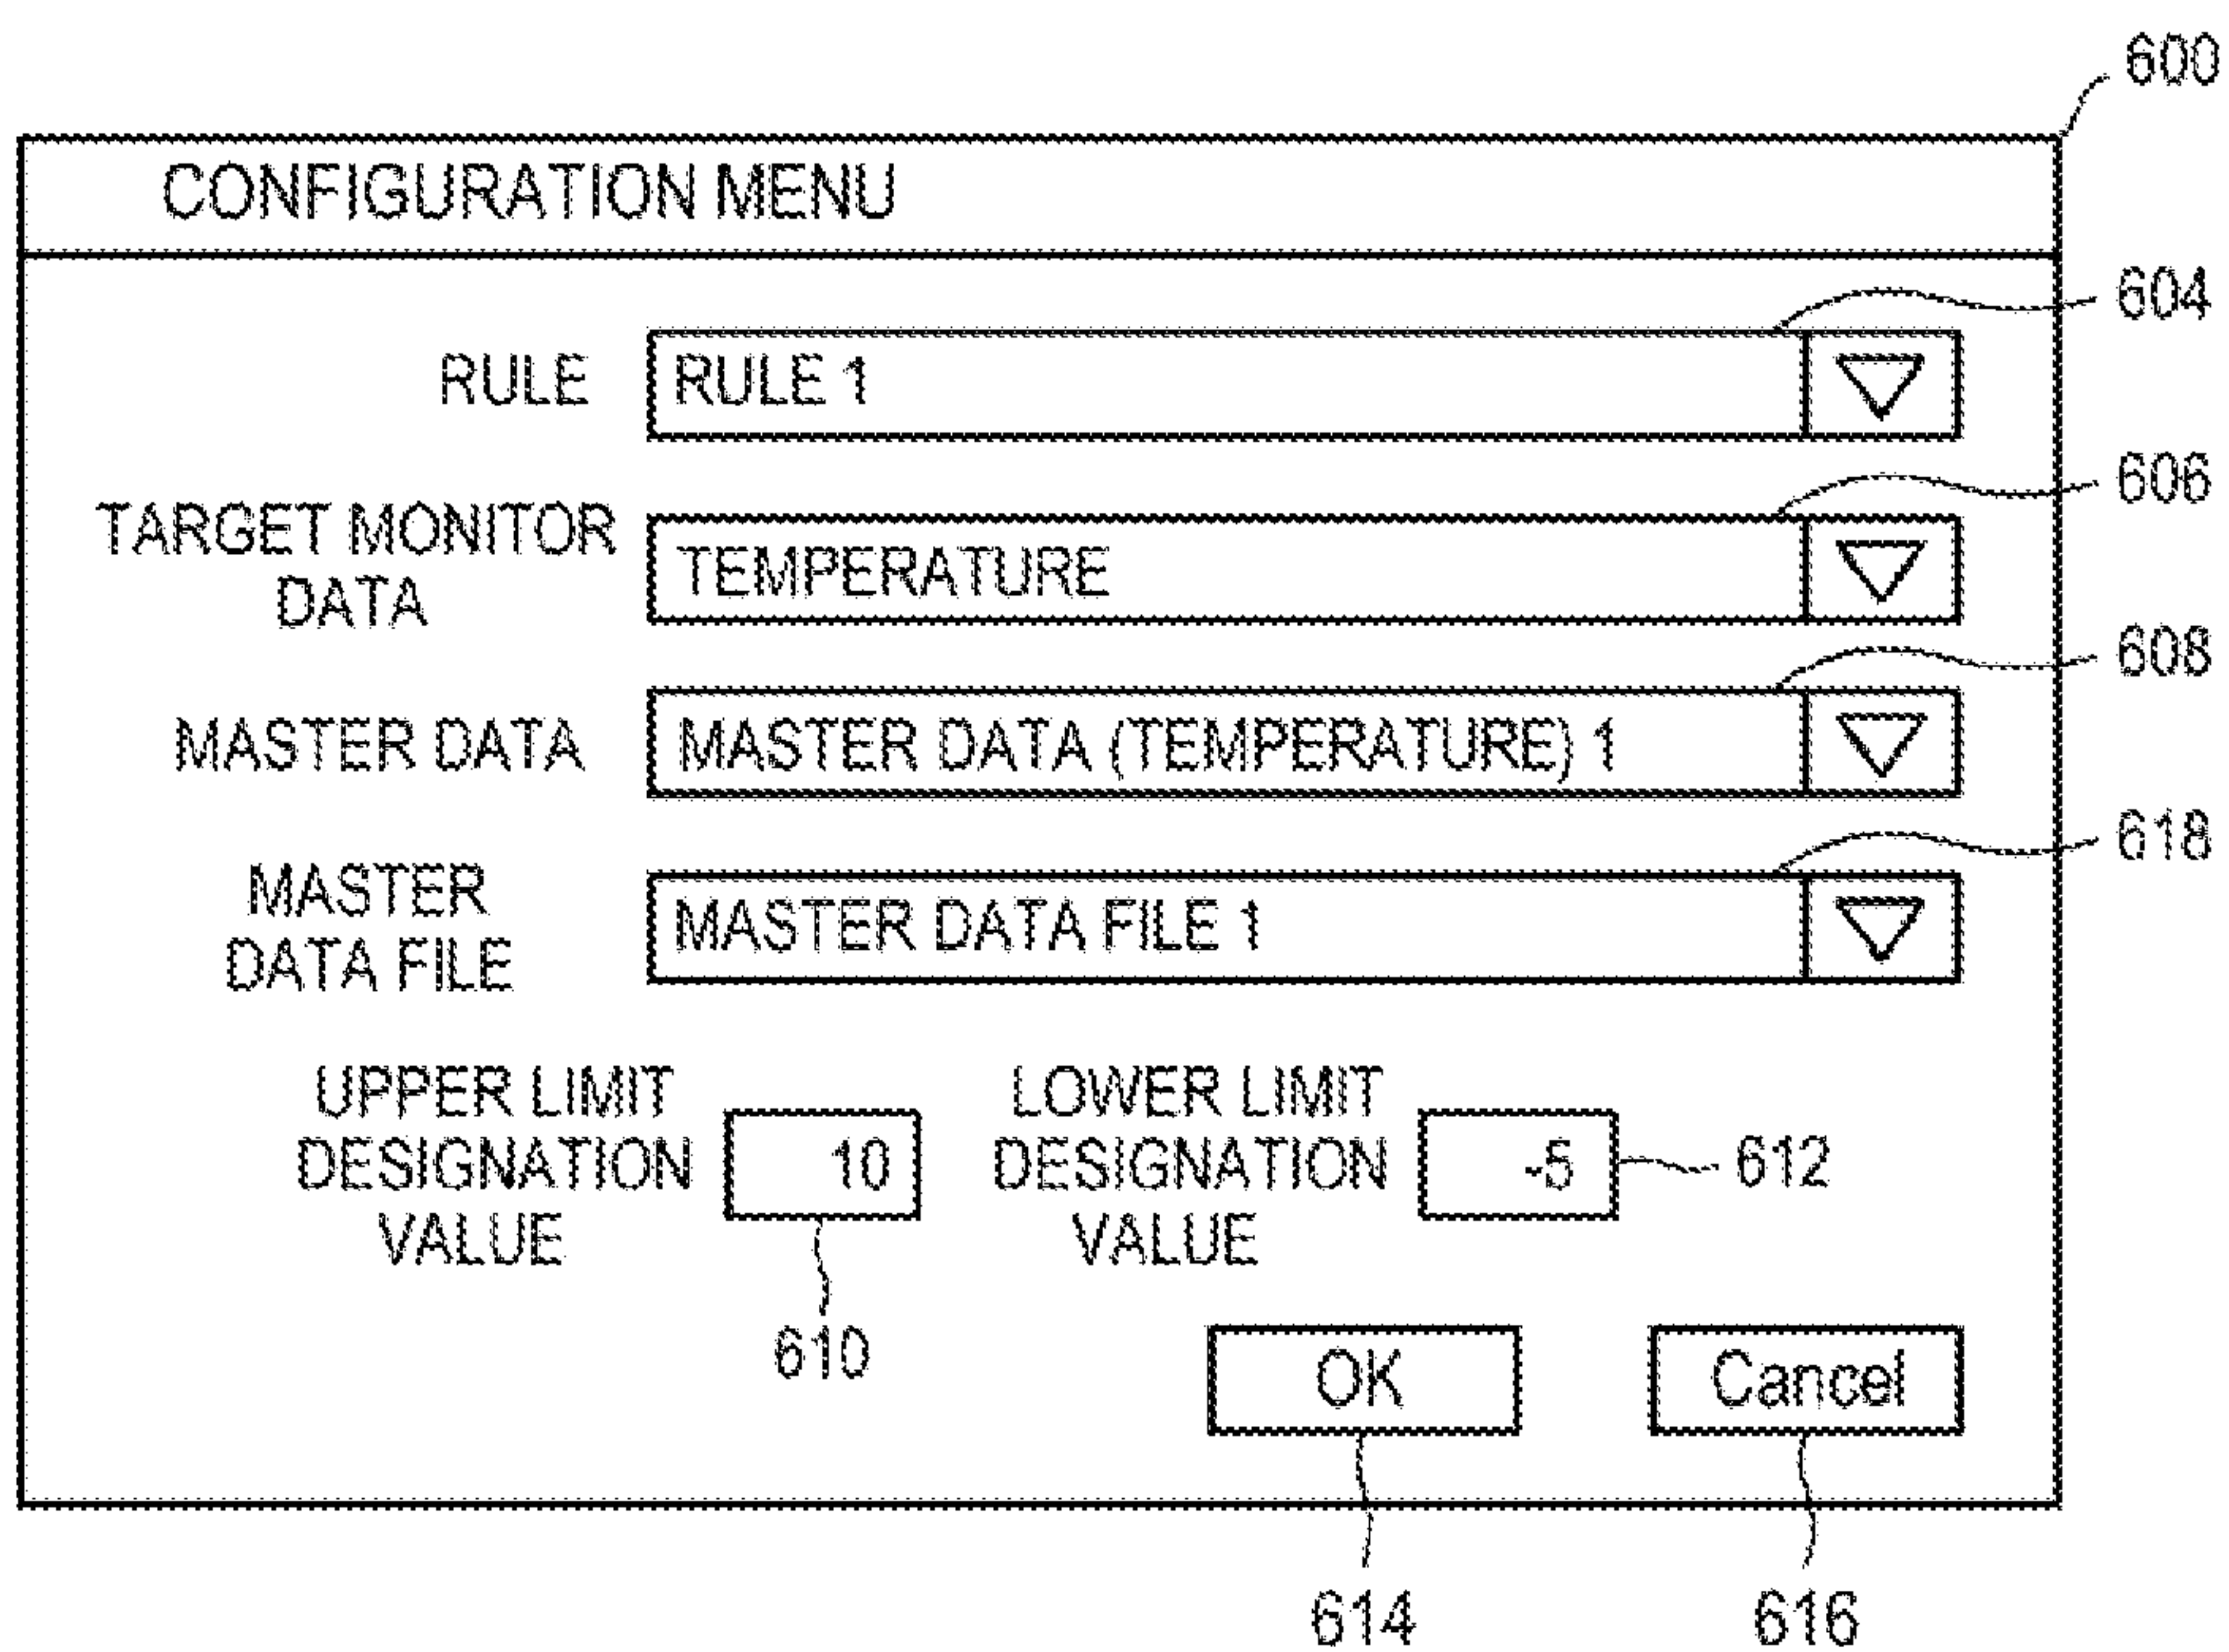 600
CONFIGURATION MENU
604
RULE RULE 1
606
TARGET MONITOR
DATA
TEMPERATURE
608
MASTER DATA MASTER DATA (TEMPERATURE) 1
618
MASTER
DATA FILE
MASTER DATA FILE 1
UPPER LIMIT
DESIGNATION
VALUE
10
610
LOWER LIMIT
DESIGNATION
VALUE
-5
612
OK
Cancel
614
616